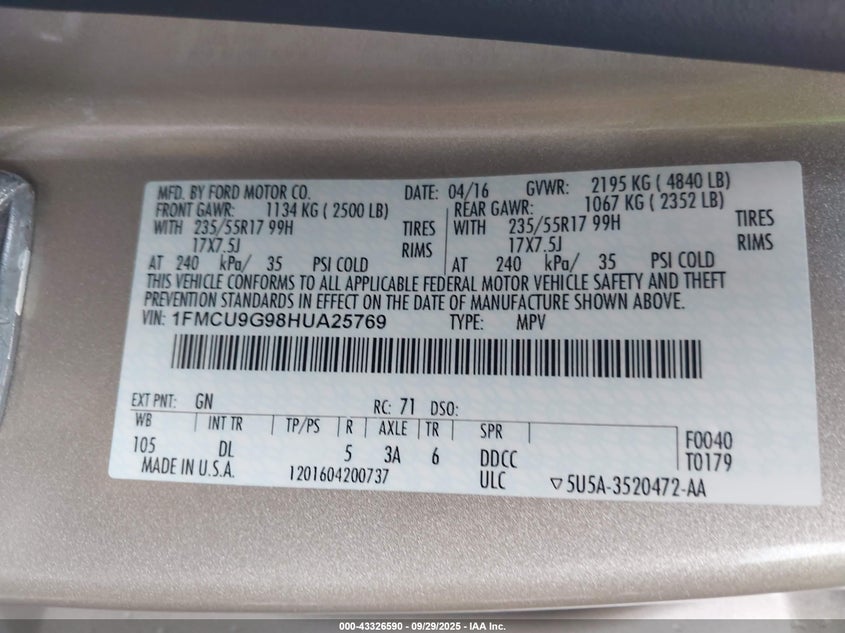 MFD. BY FORD MOTOR CO. DATE: 04/16 GVWR: 2195 KG ( 4840 LB)
FRONT GAWR: 1134 KG ( 2500 LB) REAR GAWR: 1067 KG ( 2352 LB)
WITH 235/55R17 99H TIRES WITH 235/55R17 99H TIRES
17X7.5J RIMS 17X7.5J RIMS
AT 240 kPa/ 35 PSI COLD AT 240 kPa/ 35 PSI COLD
THIS VEHICLE CONFORMS TO ALL APPLICABLE FEDERAL MOTOR VEHICLE SAFETY AND THEFT
PREVENTION STANDARDS IN EFFECT ON THE DATE OF MANUFACTURE SHOWN ABOVE.
VIN: 1FMCU9G98HUA25769 TYPE: MPV
EXT PNT: GN RC: 71 DSO:
WB INT TR TP/PS R AXLE TR SPR F0040
105 DL 5 3A 6 DDCC T0179
MADE IN U.S.A. 1201604200737 ULC ▽5U5A-3520472-AA
000-43326590 - 09/29/2025 - IAA Inc.